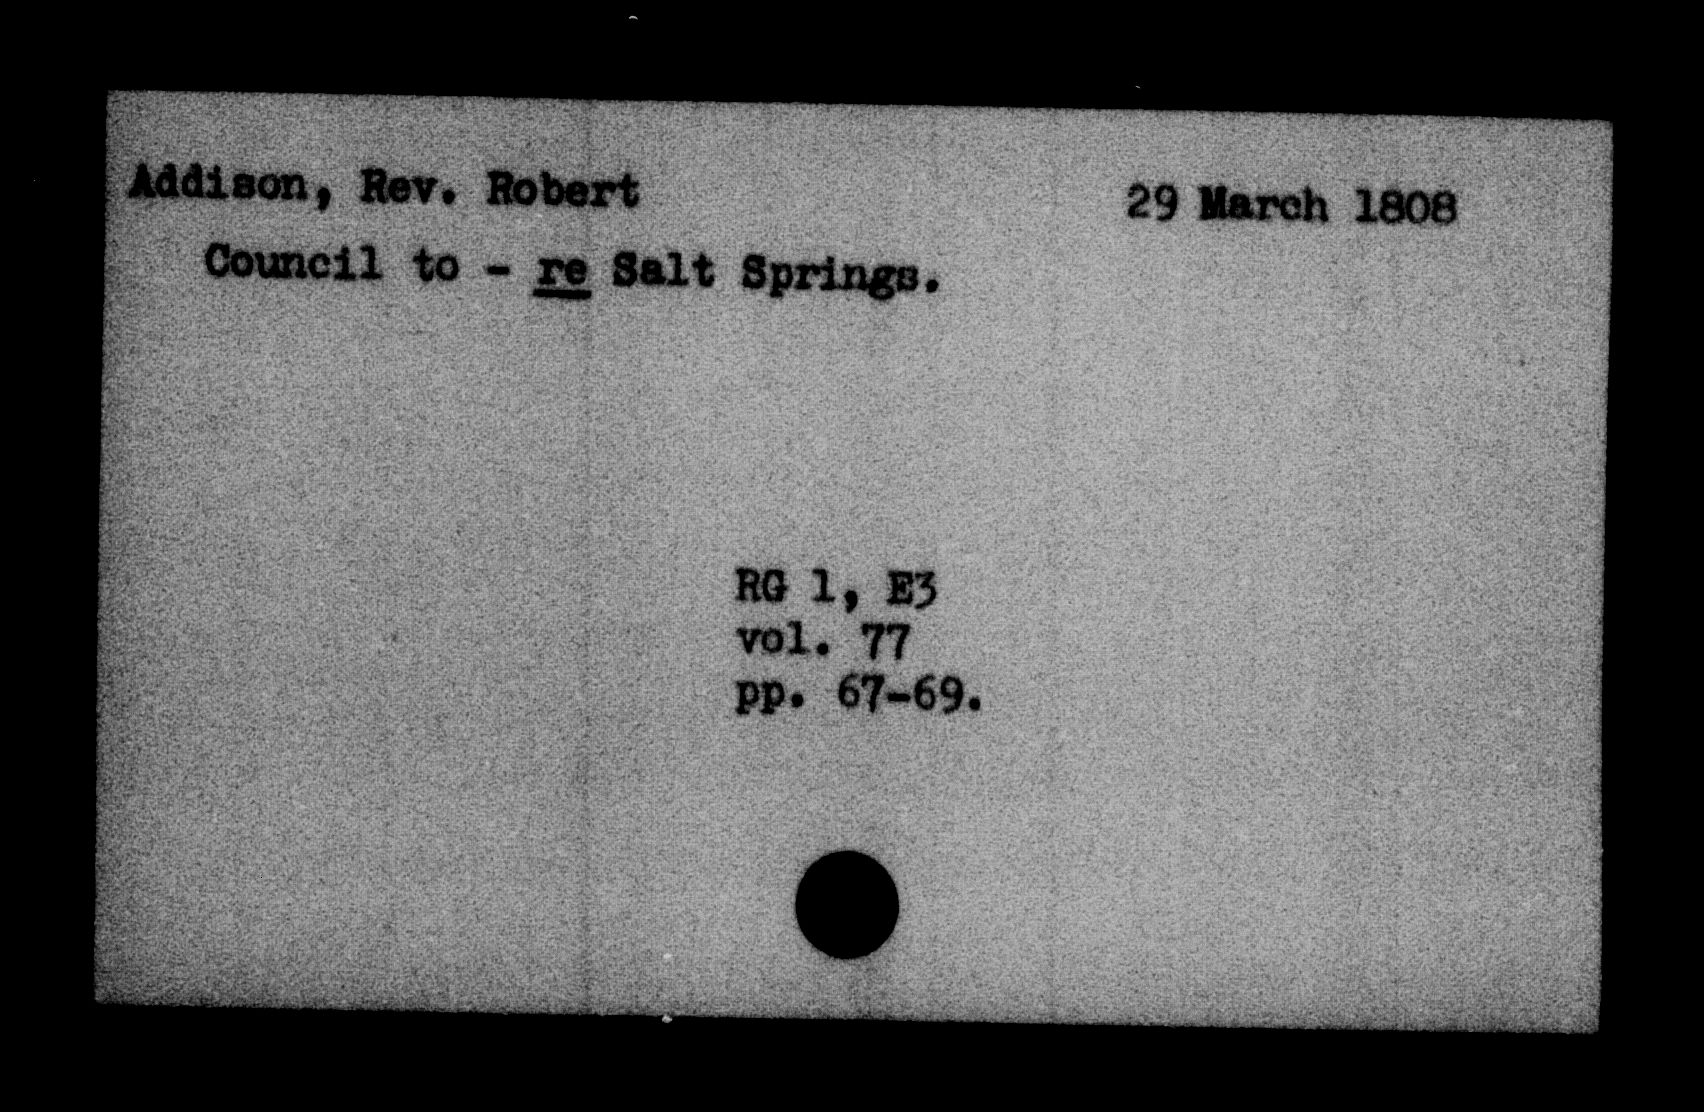 Addison, Rev. Robert 29 March 1808
Council to - re Salt Springs.
RG 1, E3
vol. 77
pp. 67-69.